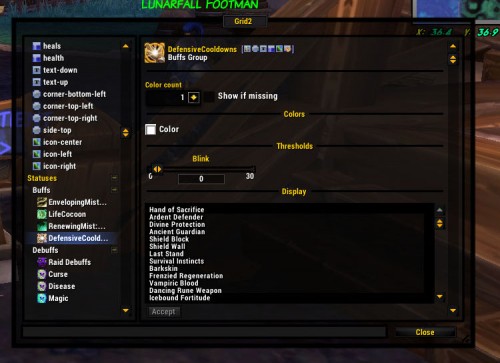 LUNARFALL FOOTMAN
Grid2
X: 36.6 Y: 36.9
heals
health
text-down
text-up
corner-bottom-left
corner-top-left
corner-top-right
side-top
icon-center
icon-left
icon-right
Statuses
Buffs
EnvelopingMist...
LifeCocoon
RenewingMist:...
DefensiveCoold...
Debuffs
Raid Debuffs
Curse
Disease
Magic
DefensiveCooldowns
Buffs Group
Color count
1
Show if missing
Colors
Color
Thresholds
Blink
0 0 30
Display
Hand of Sacrifice
Ardent Defender
Divine Protection
Ancient Guardian
Shield Block
Shield Wall
Last Stand
Survival Instincts
Barkskin
Frenzied Regeneration
Vampiric Blood
Dancing Rune Weapon
Icebound Fortitude
Accept
Close